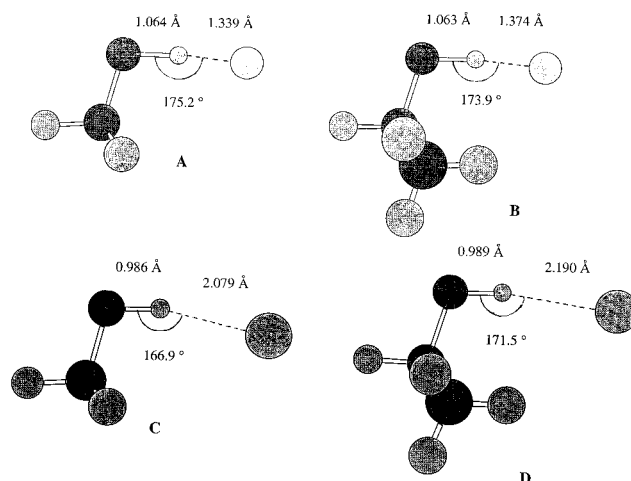 1.064 Å 1.339 Å
175.2 °
A
1.063 Å 1.374 Å
173.9 °
B
0.986 Å 2.079 Å
166.9 °
C
0.989 Å 2.190 Å
171.5 °
D